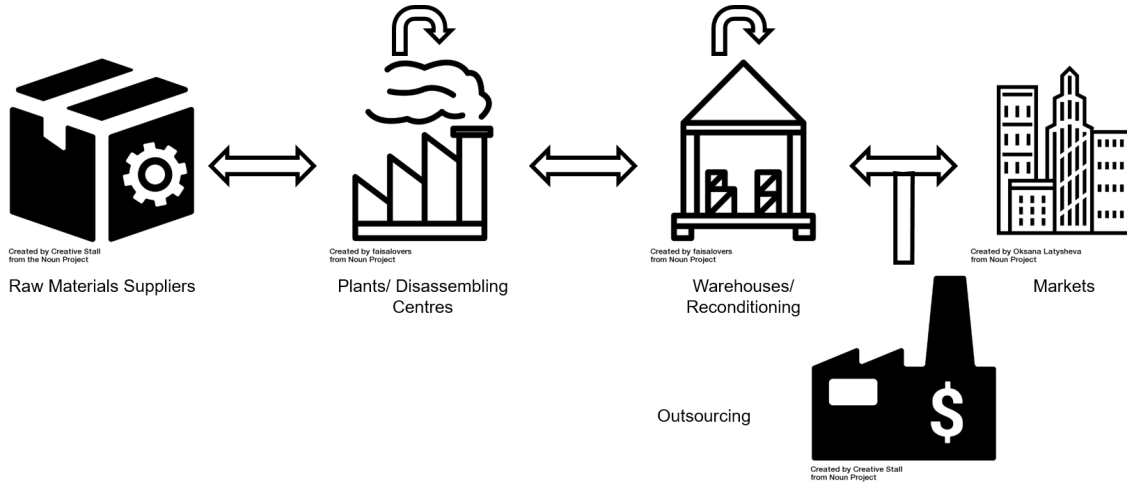 Created by Creative Stall
from the Noun Project
Raw Materials Suppliers
Created by faisalovers
from Noun Project
Plants/ Disassembling
Centres
Created by faisalovers
from Noun Project
Warehouses/
Reconditioning
Created by Oksana Latysheva
from Noun Project
Markets
Outsourcing
$
Created by Creative Stall
from Noun Project